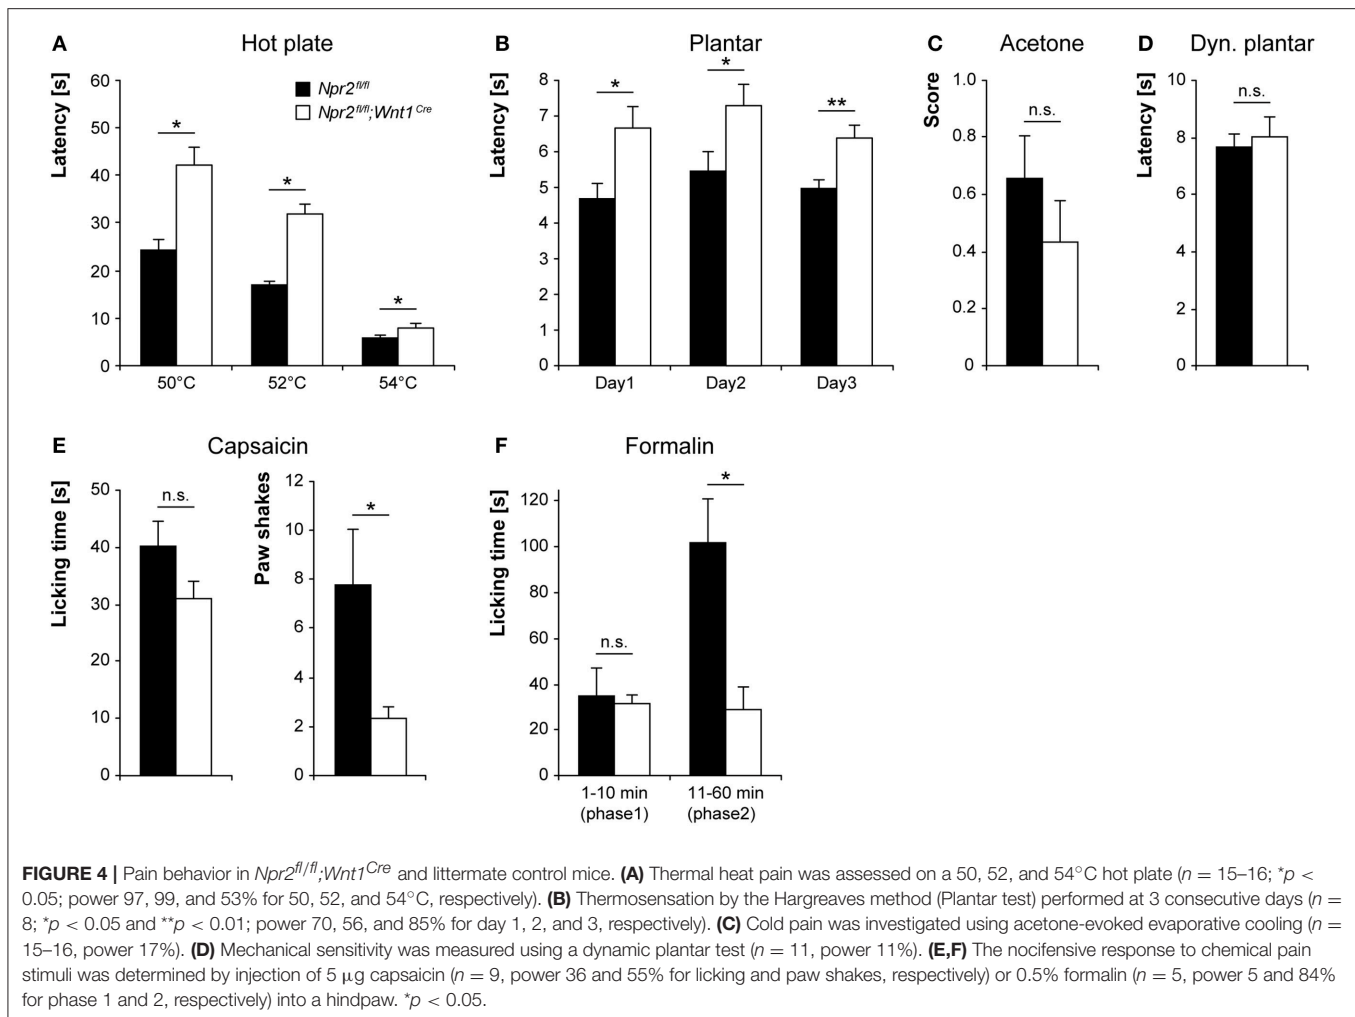 A Hot plate
Latency [s]
60
50
40
30
20
10
0
Npr2fl/fl
Npr2fl/fl;Wnt1Cre
*
*
*
50°C 52°C 54°C
B Plantar
Latency [s]
8
7
6
5
4
3
2
1
0
*
*
**
Day1 Day2 Day3
C Acetone
Score
1.0
0.8
0.6
0.4
0.2
0
n.s.
D Dyn. plantar
Latency [s]
10
8
6
4
2
0
n.s.
E Capsaicin
Licking time [s]
50
40
30
20
10
0
n.s.
Paw shakes
12
10
8
6
4
2
0
*
F Formalin
Licking time [s]
120
100
80
60
40
20
0
n.s.
*
1-10 min 11-60 min
(phase1) (phase2)
FIGURE 4 | Pain behavior in Npr2fl/fl;Wnt1Cre and littermate control mice. (A) Thermal heat pain was assessed on a 50, 52, and 54°C hot plate (n = 15–16; *p <
0.05; power 97, 99, and 53% for 50, 52, and 54°C, respectively). (B) Thermosensation by the Hargreaves method (Plantar test) performed at 3 consecutive days (n =
8; *p < 0.05 and **p < 0.01; power 70, 56, and 85% for day 1, 2, and 3, respectively). (C) Cold pain was investigated using acetone-evoked evaporative cooling (n =
15–16, power 17%). (D) Mechanical sensitivity was measured using a dynamic plantar test (n = 11, power 11%). (E,F) The nocifensive response to chemical pain
stimuli was determined by injection of 5 μg capsaicin (n = 9, power 36 and 55% for licking and paw shakes, respectively) or 0.5% formalin (n = 5, power 5 and 84%
for phase 1 and 2, respectively) into a hindpaw. *p < 0.05.